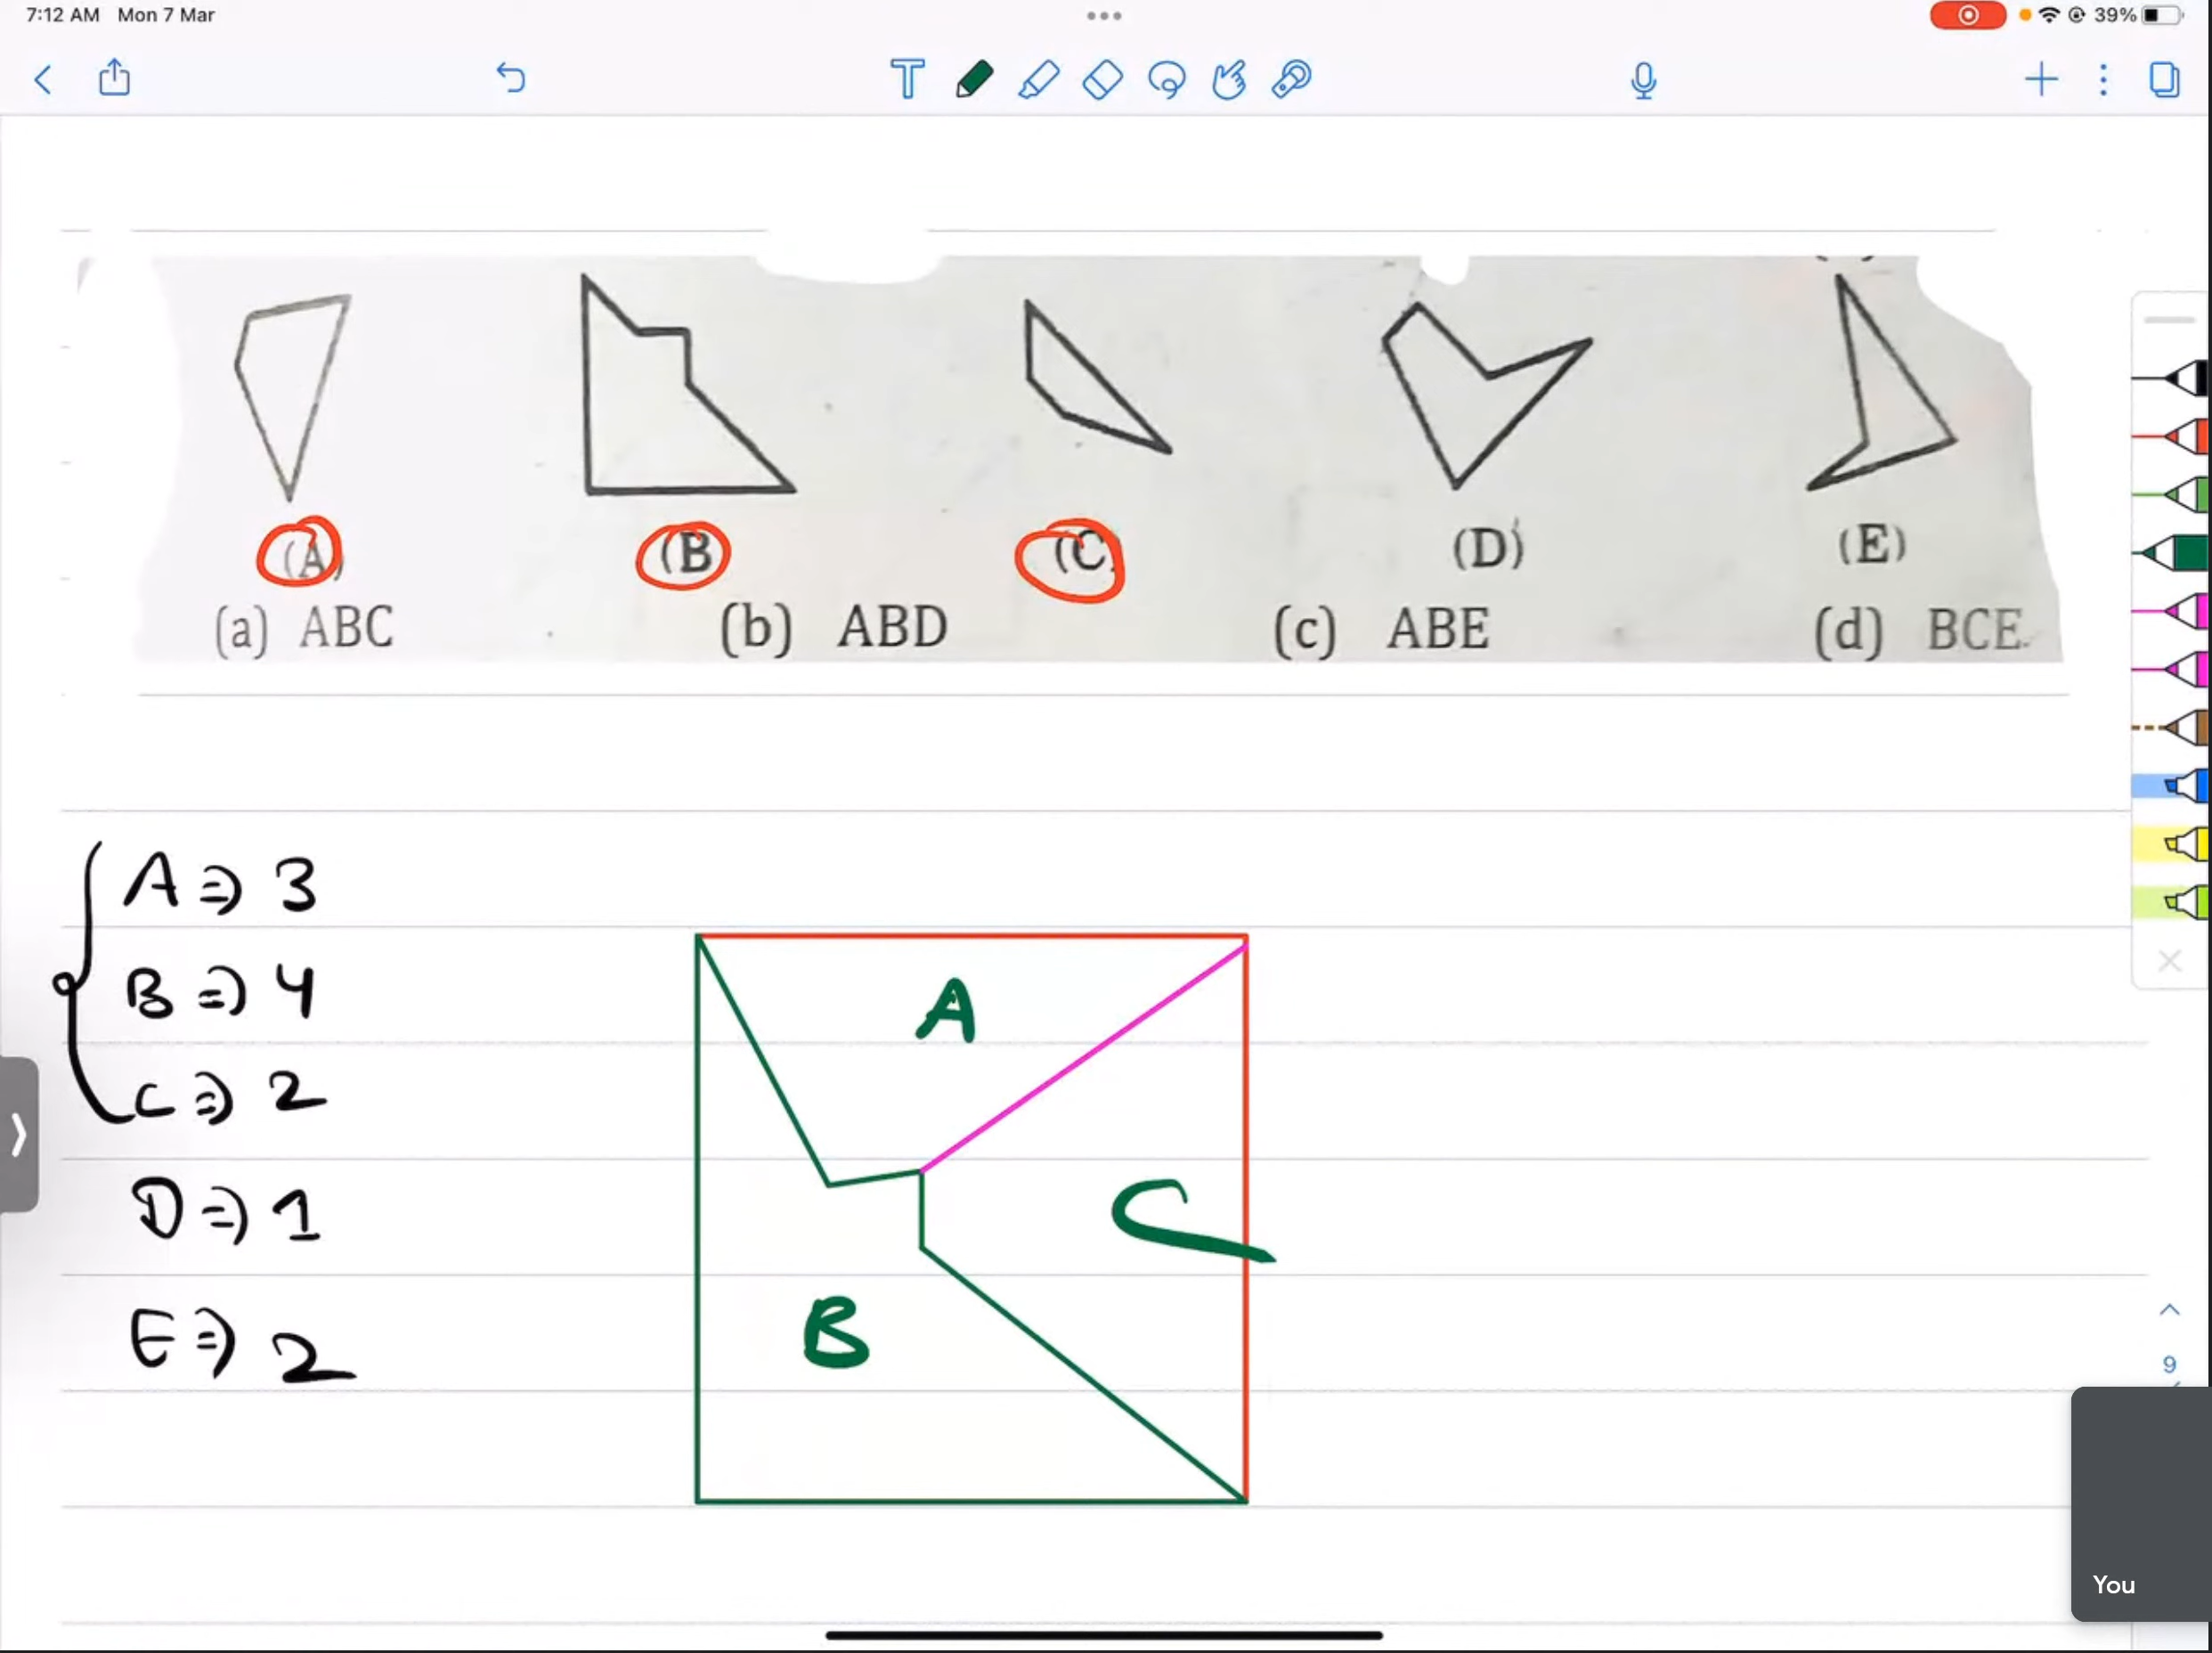 7:12 AM Mon 7 Mar
39%
(A) (B) (C) (D) (E)
(a) ABC (b) ABD (c) ABE (d) BCE
A => 3
B => 4
C => 2
D => 1
E => 2
A
C
B
9
You